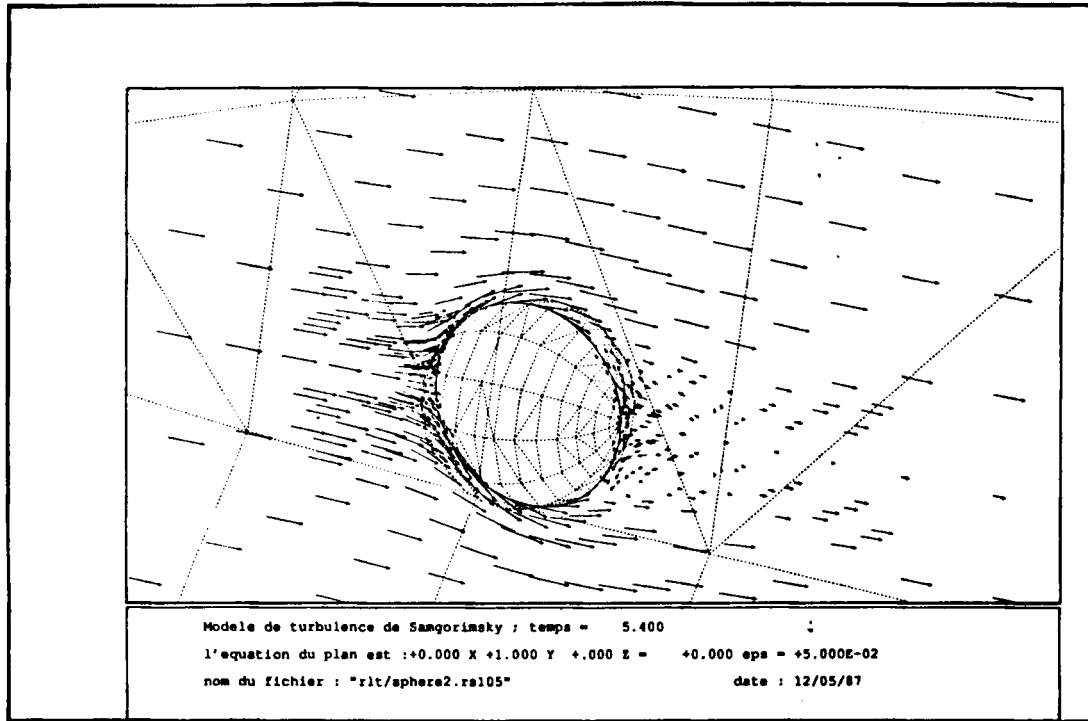 Modele de turbulence de Samgorimsky ; temps = 5.400
l'equation du plan est :+0.000 X +1.000 Y +.000 Z = +0.000 eps = +5.000E-02
nom du fichier : "rlt/sphere2.rs105" date : 12/05/87